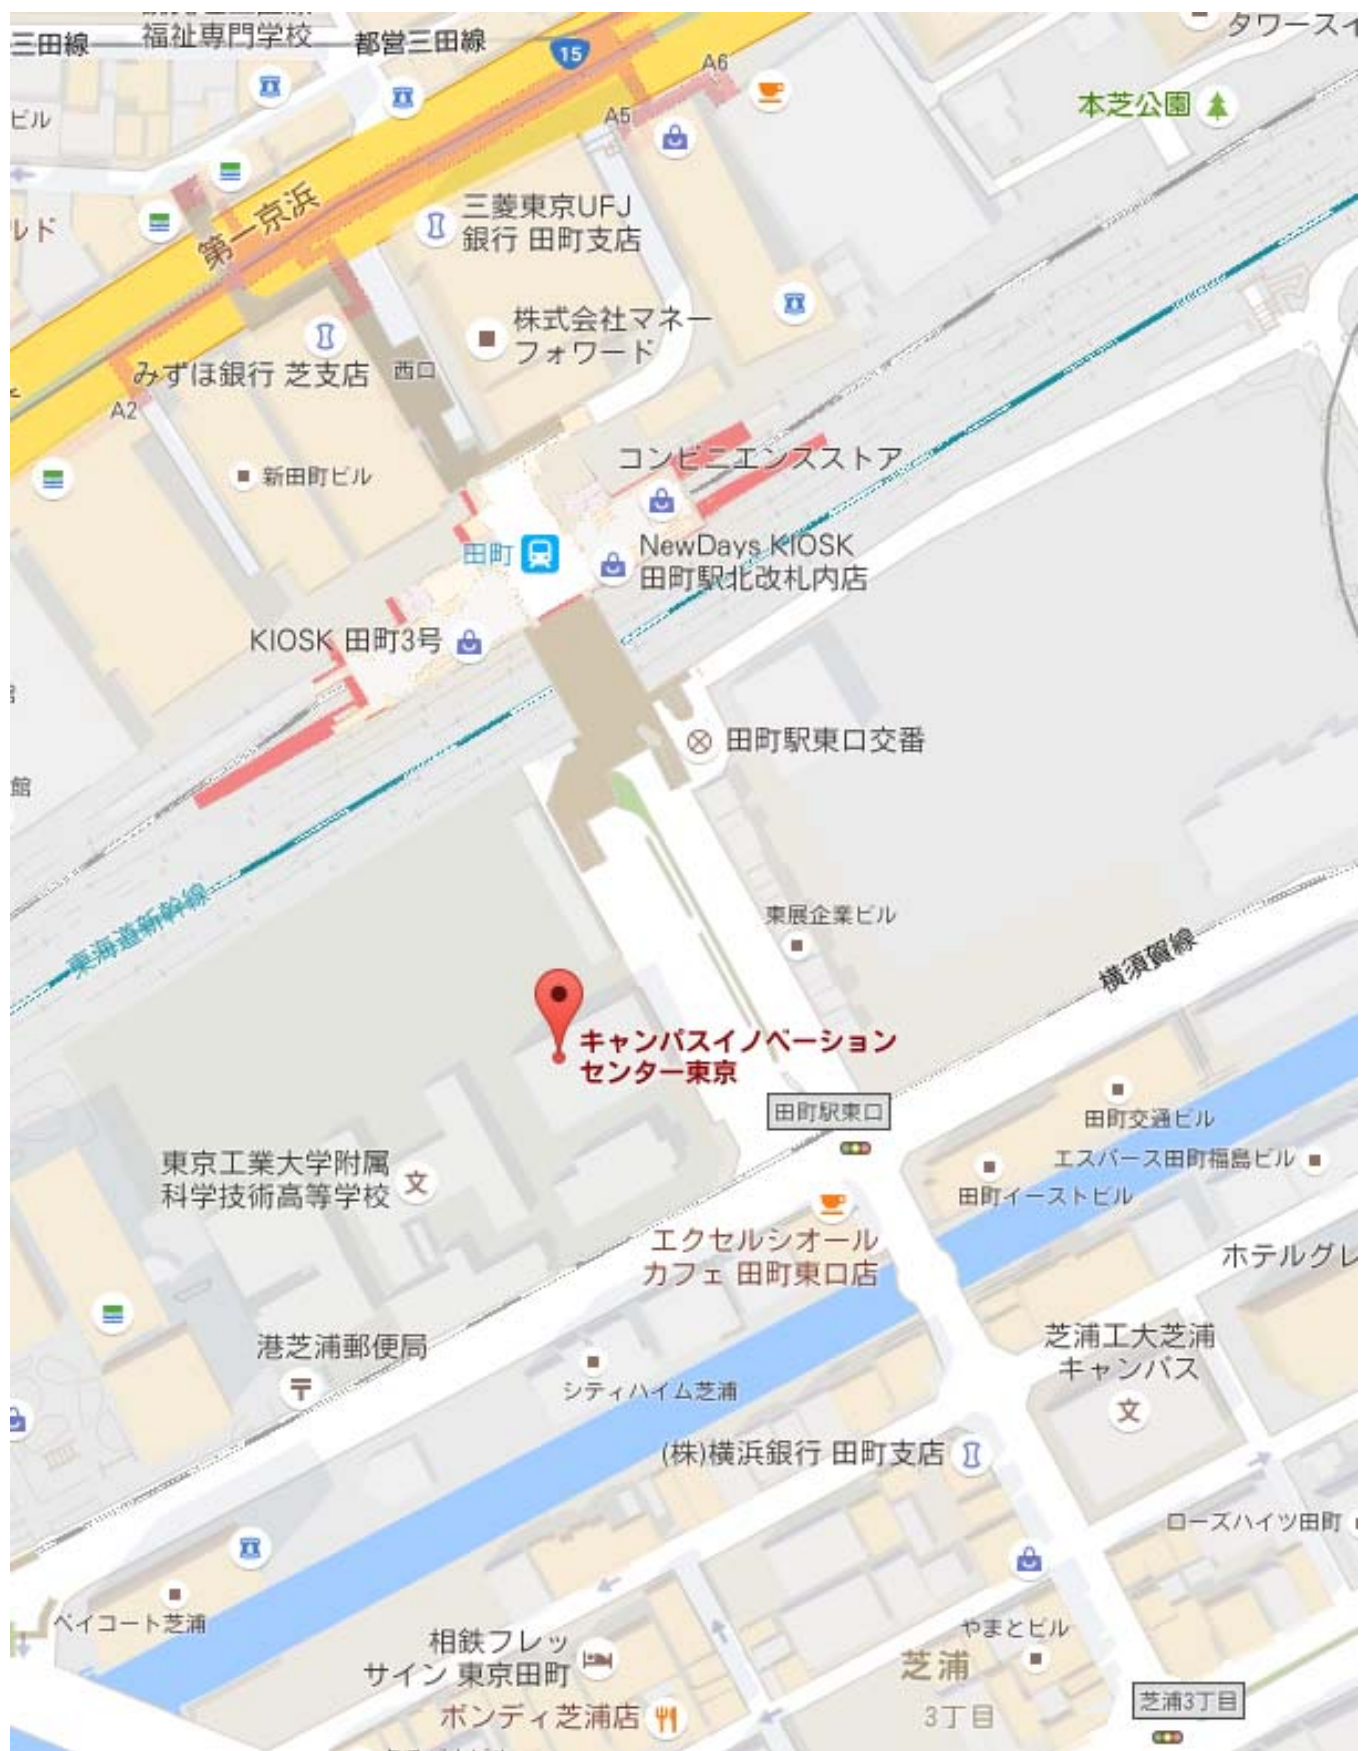 三田線
福祉専門学校
都営三田線
15
A6
タワースイ
本芝公園
ビル
A5
三菱東京UFJ
銀行 田町支店
第一京浜
ルド
株式会社マネー
フォワード
みずほ銀行 芝支店
西口
A2
新田町ビル
コンビニエンスストア
田町
NewDays KIOSK
田町駅北改札内店
KIOSK 田町3号
田町駅東口交番
館
東海道新幹線
東展企業ビル
横須賀線
キャンパスイノベーション
センター東京
田町駅東口
田町交通ビル
エスパース田町福島ビル
田町イーストビル
東京工業大学附属
科学技術高等学校
文
エクセルシオール
カフェ 田町東口店
ホテルグレ
港芝浦郵便局
〒
シティハイム芝浦
芝浦工大芝浦
キャンパス
文
(株)横浜銀行 田町支店
ローズハイツ田町
ベイコート芝浦
相鉄フレッ
サイン 東京田町
やまとビル
芝浦
3丁目
ボンディ芝浦店
芝浦3丁目